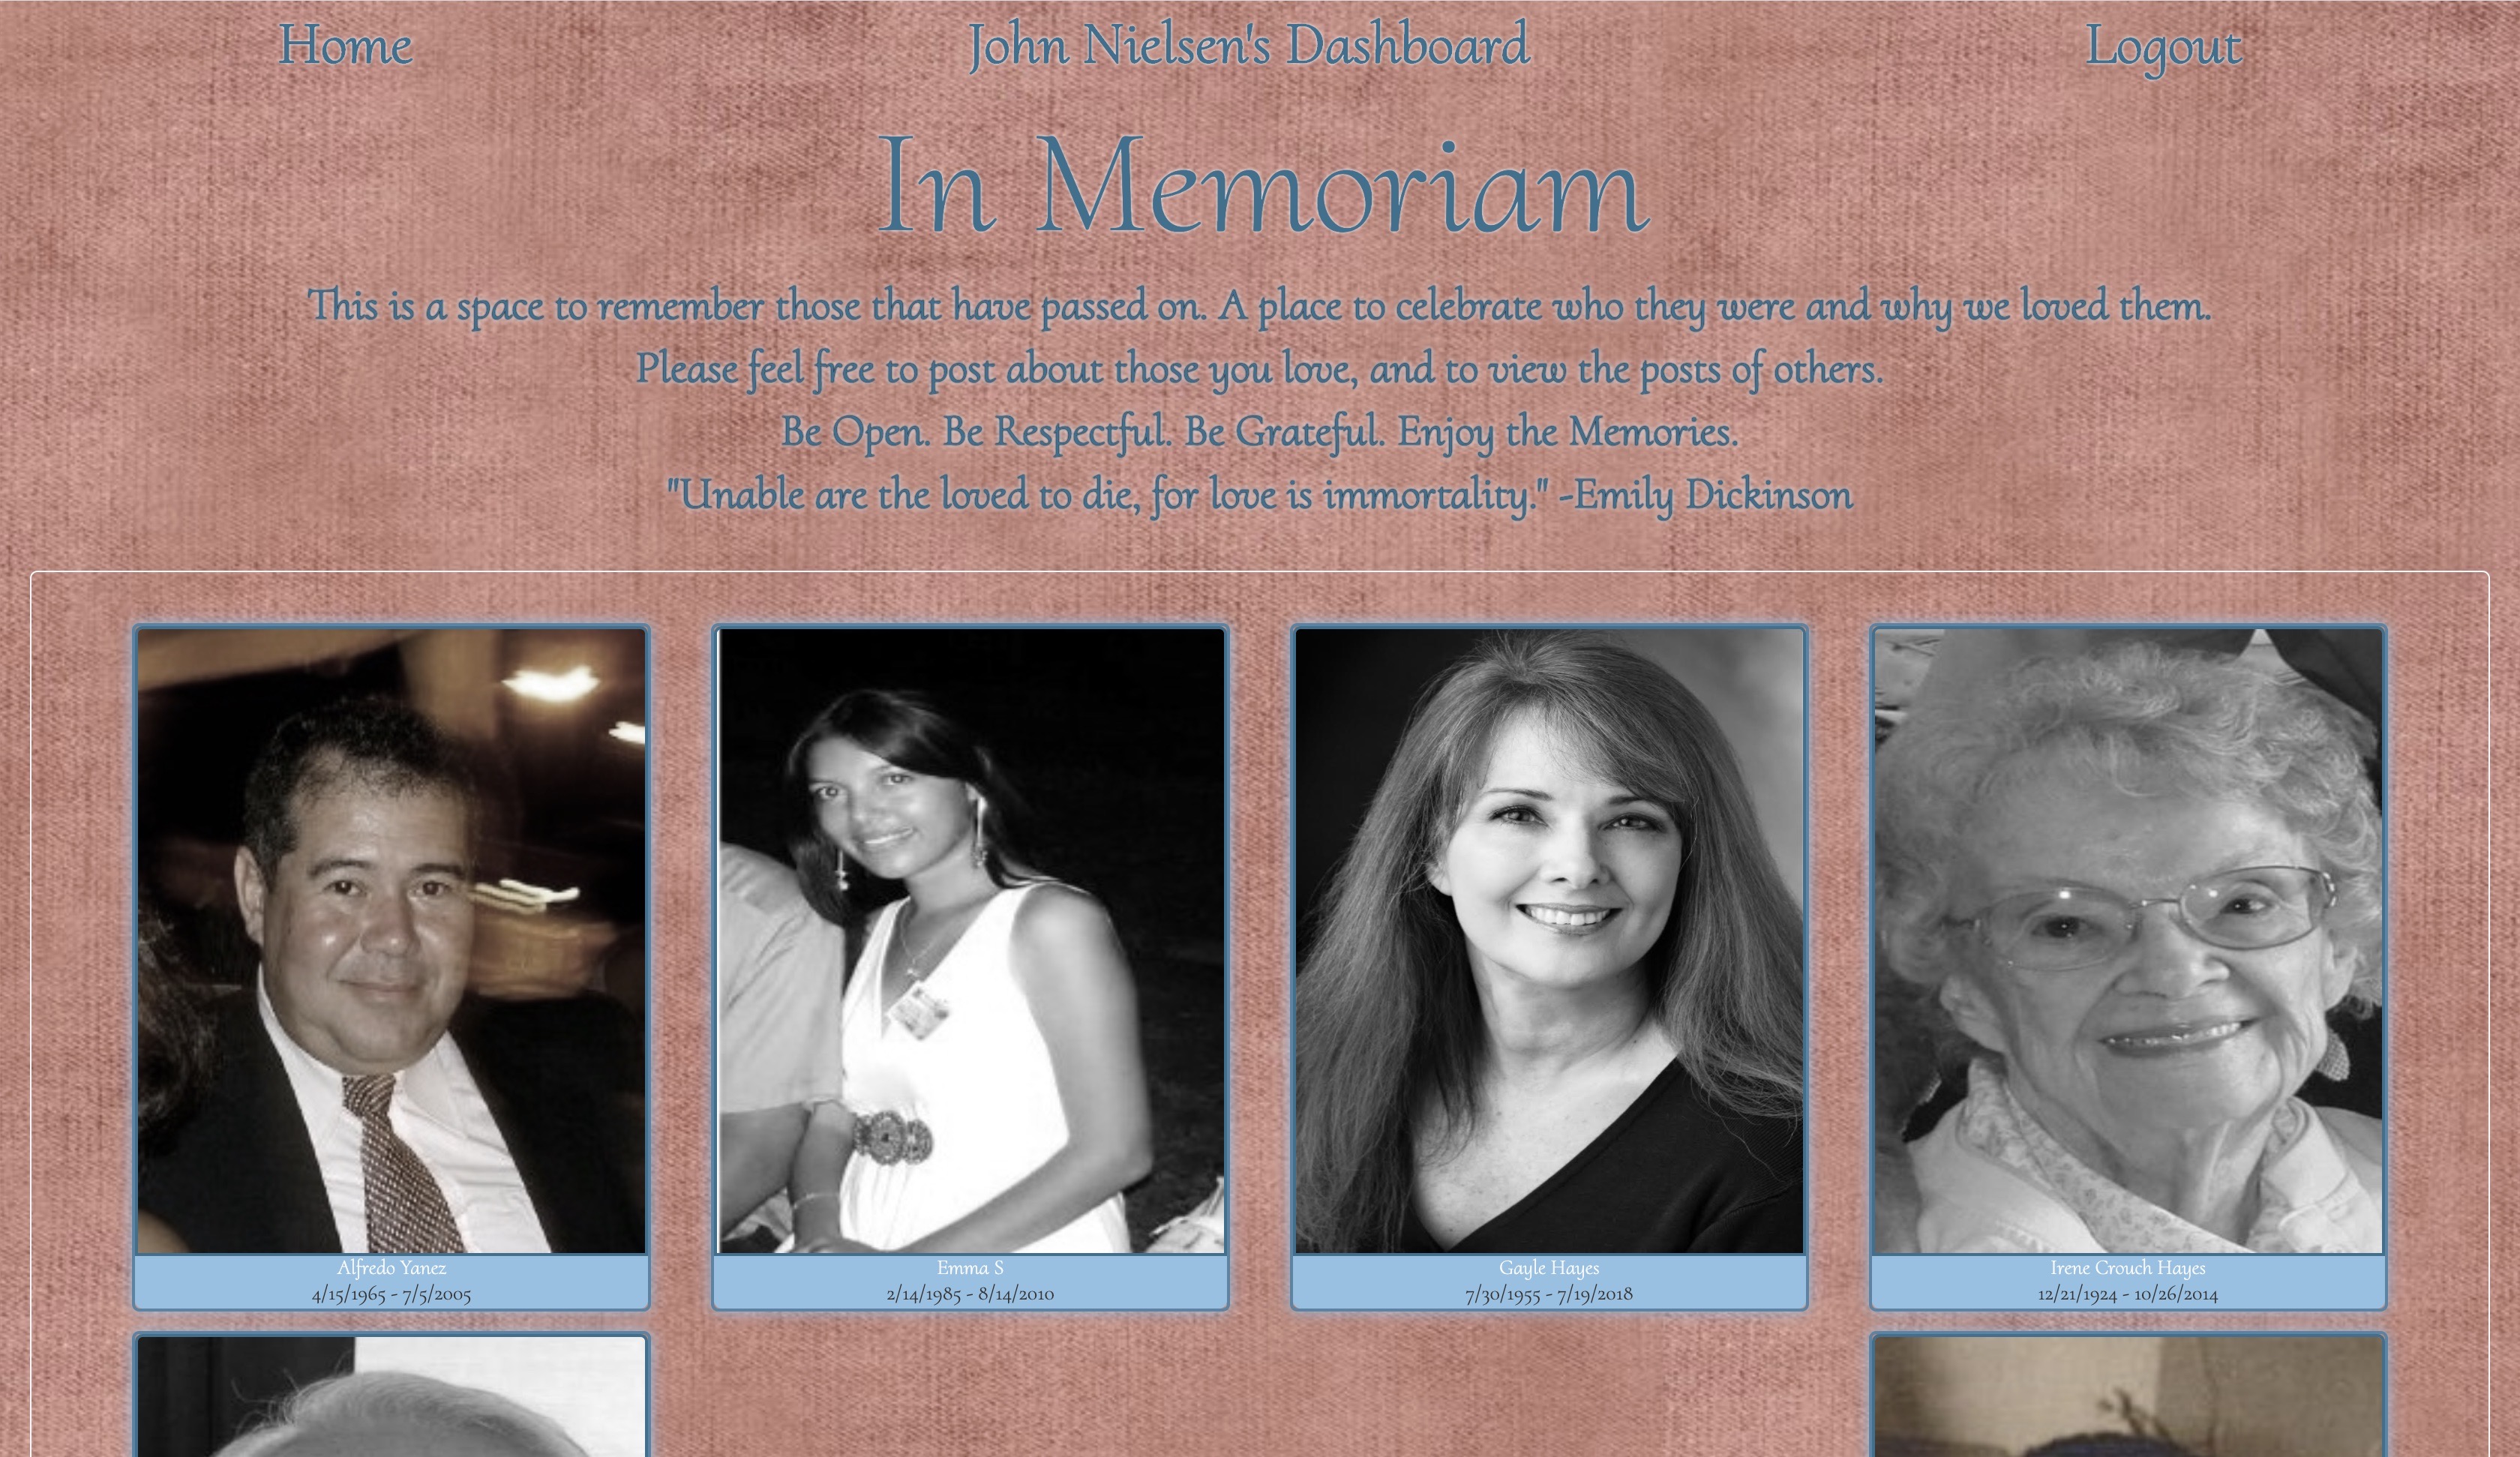 Home John Nielsen's Dashboard Logout
In Memoriam
This is a space to remember those that have passed on. A place to celebrate who they were and why we loved them.
Please feel free to post about those you love, and to view the posts of others.
Be Open. Be Respectful. Be Grateful. Enjoy the Memories.
"Unable are the loved to die, for love is immortality." -Emily Dickinson
Alfredo Yanez
4/15/1965 - 7/5/2005
Emma S
2/14/1985 - 8/14/2010
Gayle Hayes
7/30/1955 - 7/19/2018
Irene Crouch Hayes
12/21/1924 - 10/26/2014